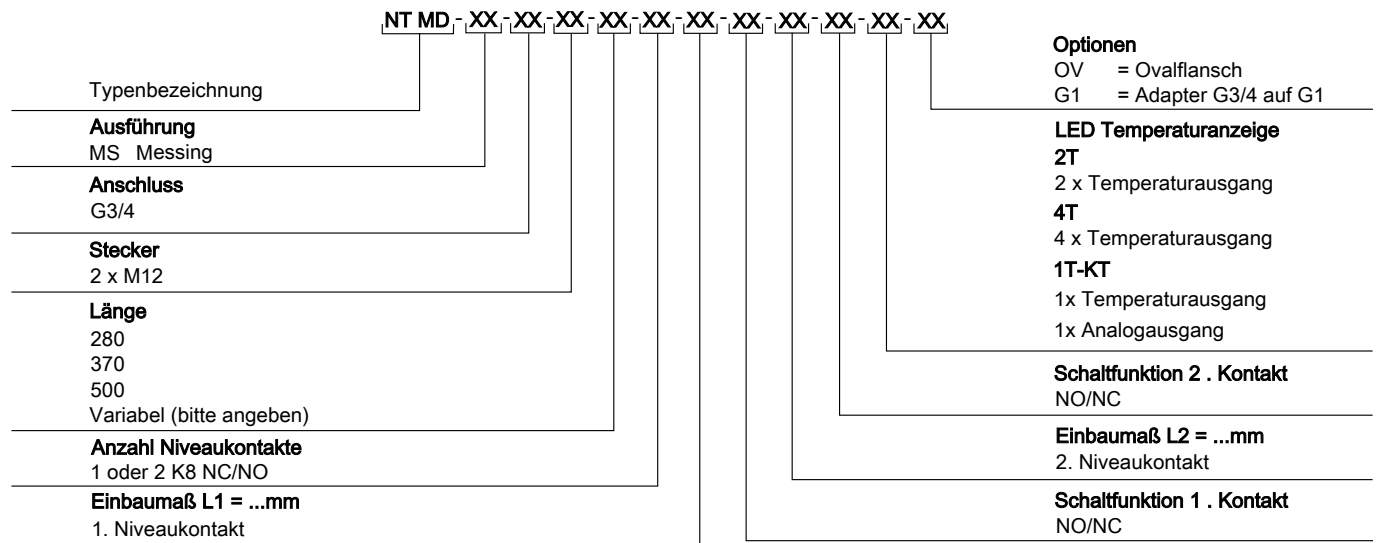 NT MD - XX - XX - XX - XX - XX - XX - XX - XX - XX - XX - XX
Typenbezeichnung
Ausführung
MS Messing
Anschluss
G3/4
Stecker
2 x M12
Länge
280
370
500
Variabel (bitte angeben)
Anzahl Niveaukontakte
1 oder 2 K8 NC/NO
Einbaumaß L1 = ...mm
1. Niveaukontakt
Optionen
OV = Ovalflansch
G1 = Adapter G3/4 auf G1
LED Temperaturanzeige
2T
2 x Temperaturausgang
4T
4 x Temperaturausgang
1T-KT
1x Temperaturausgang
1x Analogausgang
Schaltfunktion 2 . Kontakt
NO/NC
Einbaumaß L2 = ...mm
2. Niveaukontakt
Schaltfunktion 1 . Kontakt
NO/NC